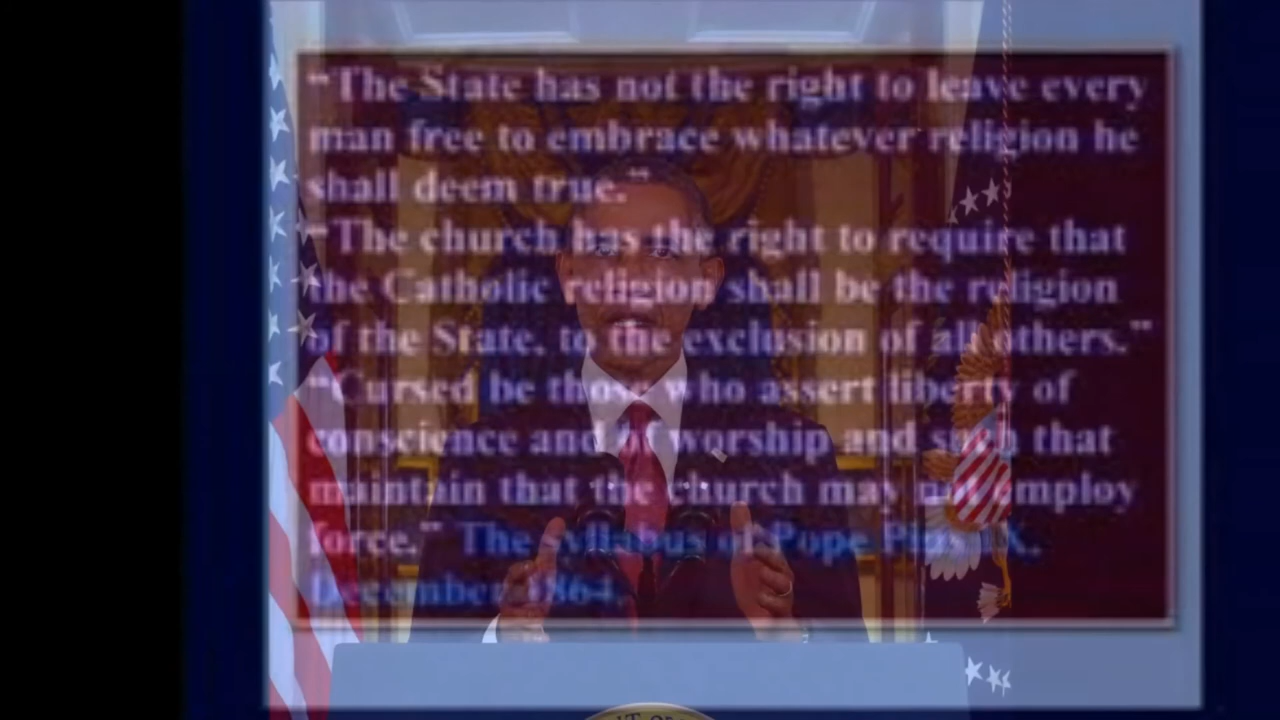 “The State has not the right to leave every
man free to embrace whatever religion he
shall deem true.”
“The church has the right to require that
the Catholic religion shall be the religion
of the State, to the exclusion of all others.”
“Cursed be those who assert liberty of
conscience and of worship and such that
maintain that the church may not employ
force.” The syllabus of Pope Pius IX.
December 1864.